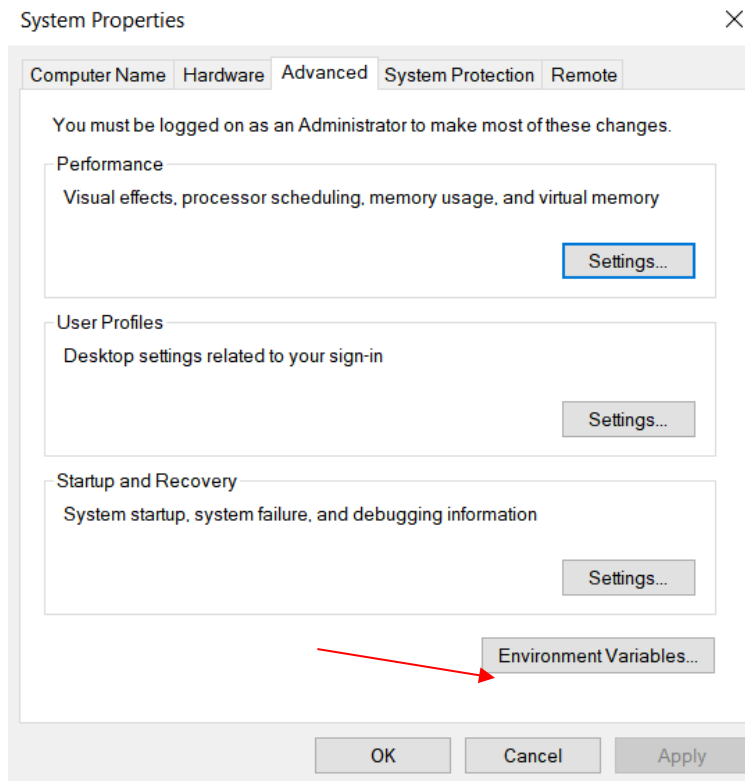 System Properties
Computer Name Hardware Advanced System Protection Remote
You must be logged on as an Administrator to make most of these changes.
Performance
Visual effects, processor scheduling, memory usage, and virtual memory
Settings...
User Profiles
Desktop settings related to your sign-in
Settings...
Startup and Recovery
System startup, system failure, and debugging information
Settings...
Environment Variables...
OK Cancel Apply